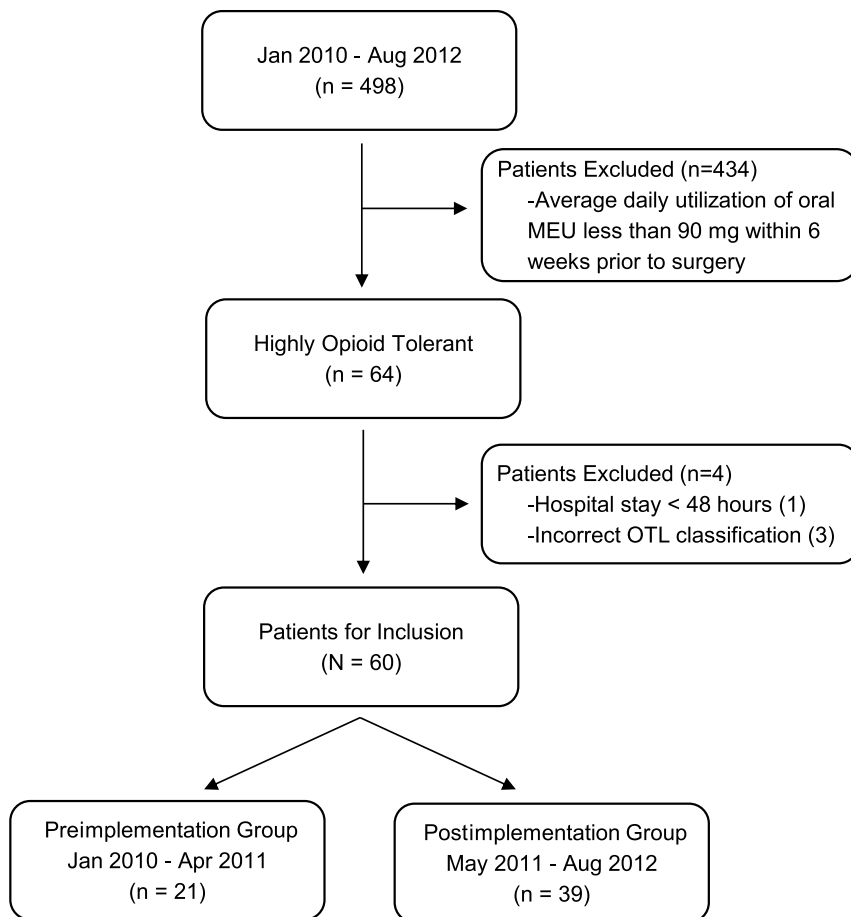 Jan 2010 - Aug 2012
(n = 498)
Patients Excluded (n=434)
-Average daily utilization of oral
MEU less than 90 mg within 6
weeks prior to surgery
Highly Opioid Tolerant
(n = 64)
Patients Excluded (n=4)
-Hospital stay < 48 hours (1)
-Incorrect OTL classification (3)
Patients for Inclusion
(N = 60)
Preimplementation Group
Jan 2010 - Apr 2011
(n = 21)
Postimplementation Group
May 2011 - Aug 2012
(n = 39)